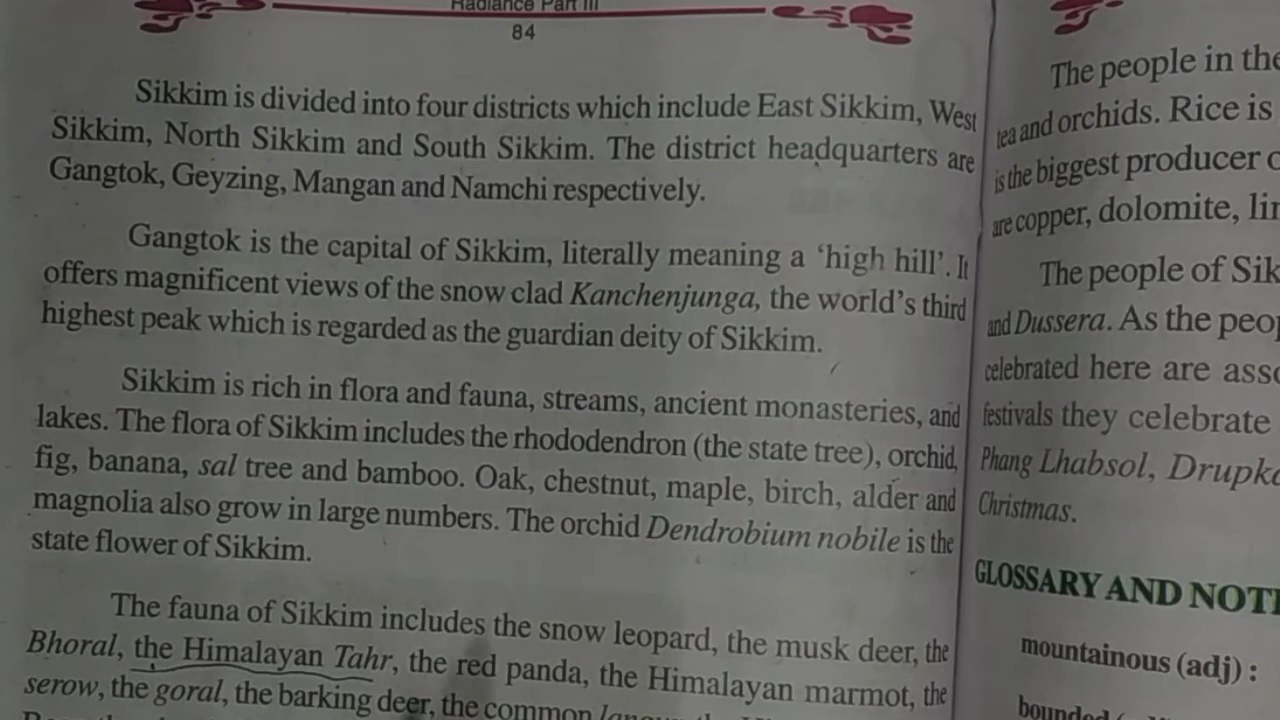 Radiance Part III
84
Sikkim is divided into four districts which include East Sikkim, West
Sikkim, North Sikkim and South Sikkim. The district headquarters are
Gangtok, Geyzing, Mangan and Namchi respectively.
Gangtok is the capital of Sikkim, literally meaning a ‘high hill’. It
offers magnificent views of the snow clad Kanchenjunga, the world’s third
highest peak which is regarded as the guardian deity of Sikkim.
Sikkim is rich in flora and fauna, streams, ancient monasteries, and
lakes. The flora of Sikkim includes the rhododendron (the state tree), orchid,
fig, banana, sal tree and bamboo. Oak, chestnut, maple, birch, alder and
magnolia also grow in large numbers. The orchid Dendrobium nobile is the
state flower of Sikkim.
The fauna of Sikkim includes the snow leopard, the musk deer, the
Bhoral, the Himalayan Tahr, the red panda, the Himalayan marmot, the
serow, the goral, the barking deer, the common
The people in the
tea and orchids. Rice is
is the biggest producer
are copper, dolomite,
The people of
and Dussera. As the
celebrated here are
festivals they celebrate
Phang Lhabsol,
Christmas.
GLOSSARY AND
mountainous (adj) :
bounded